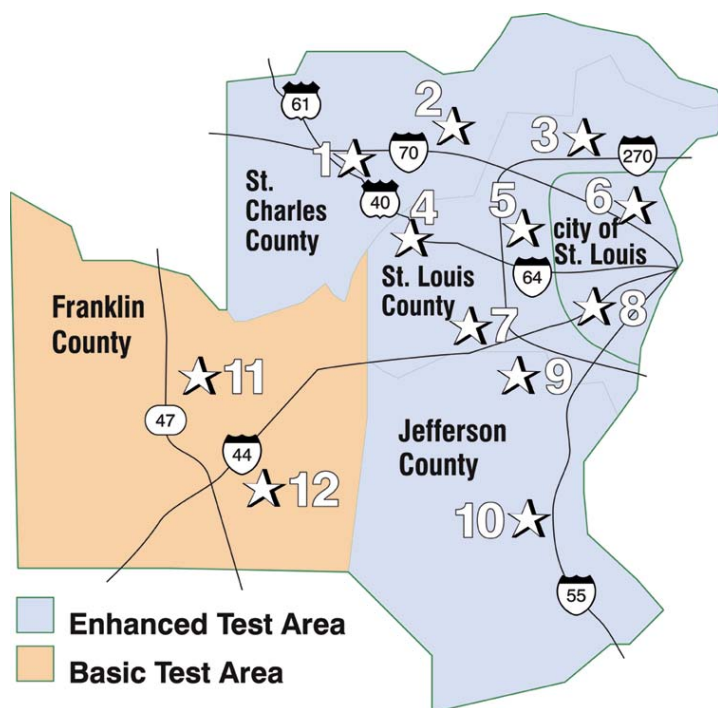 61
2
3
1
70
270
St.
Charles
County
40
4
5
6
city of
St. Louis
St. Louis
County
64
Franklin
County
7
8
11
9
47
44
Jefferson
County
12
10
55
Enhanced Test Area
Basic Test Area